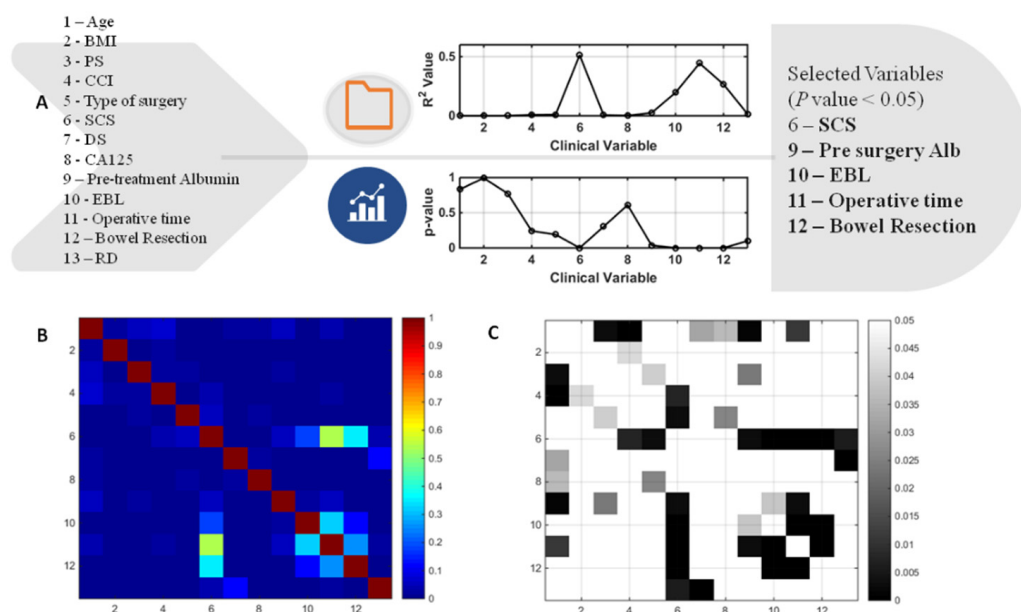 1 – Age
2 - BMI
3 - PS
4 - CCI
A
5 - Type of surgery
6 - SCS
7 - DS
8 - CA125
9 – Pre-treatment Albumin
10 - EBL
11 - Operative time
12 – Bowel Resection
13 – RD
R² Value
0.5
0
2 4 6 8 10 12
Clinical Variable
p-value
1
0.5
0
2 4 6 8 10 12
Clinical Variable
Selected Variables
(P value < 0.05)
6 – SCS
9 – Pre surgery Alb
10 – EBL
11 – Operative time
12 – Bowel Resection
B
2
4
6
8
10
12
2 4 6 8 10 12
1
0.9
0.8
0.7
0.6
0.5
0.4
0.3
0.2
0.1
0
C
2
4
6
8
10
12
2 4 6 8 10 12
0.05
0.045
0.04
0.035
0.03
0.025
0.02
0.015
0.01
0.005
0